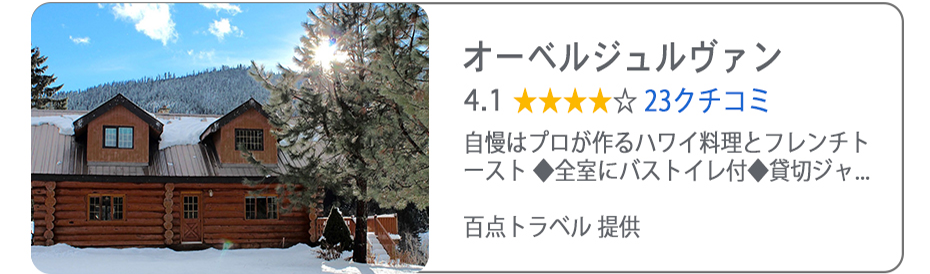 オーベルジュルヴァン
4.1 ★★★★☆ 23クチコミ
自慢はプロが作るハワイ料理とフレンチト
ースト ◆全室にバストイレ付◆貸切ジャ...
百点トラベル 提供